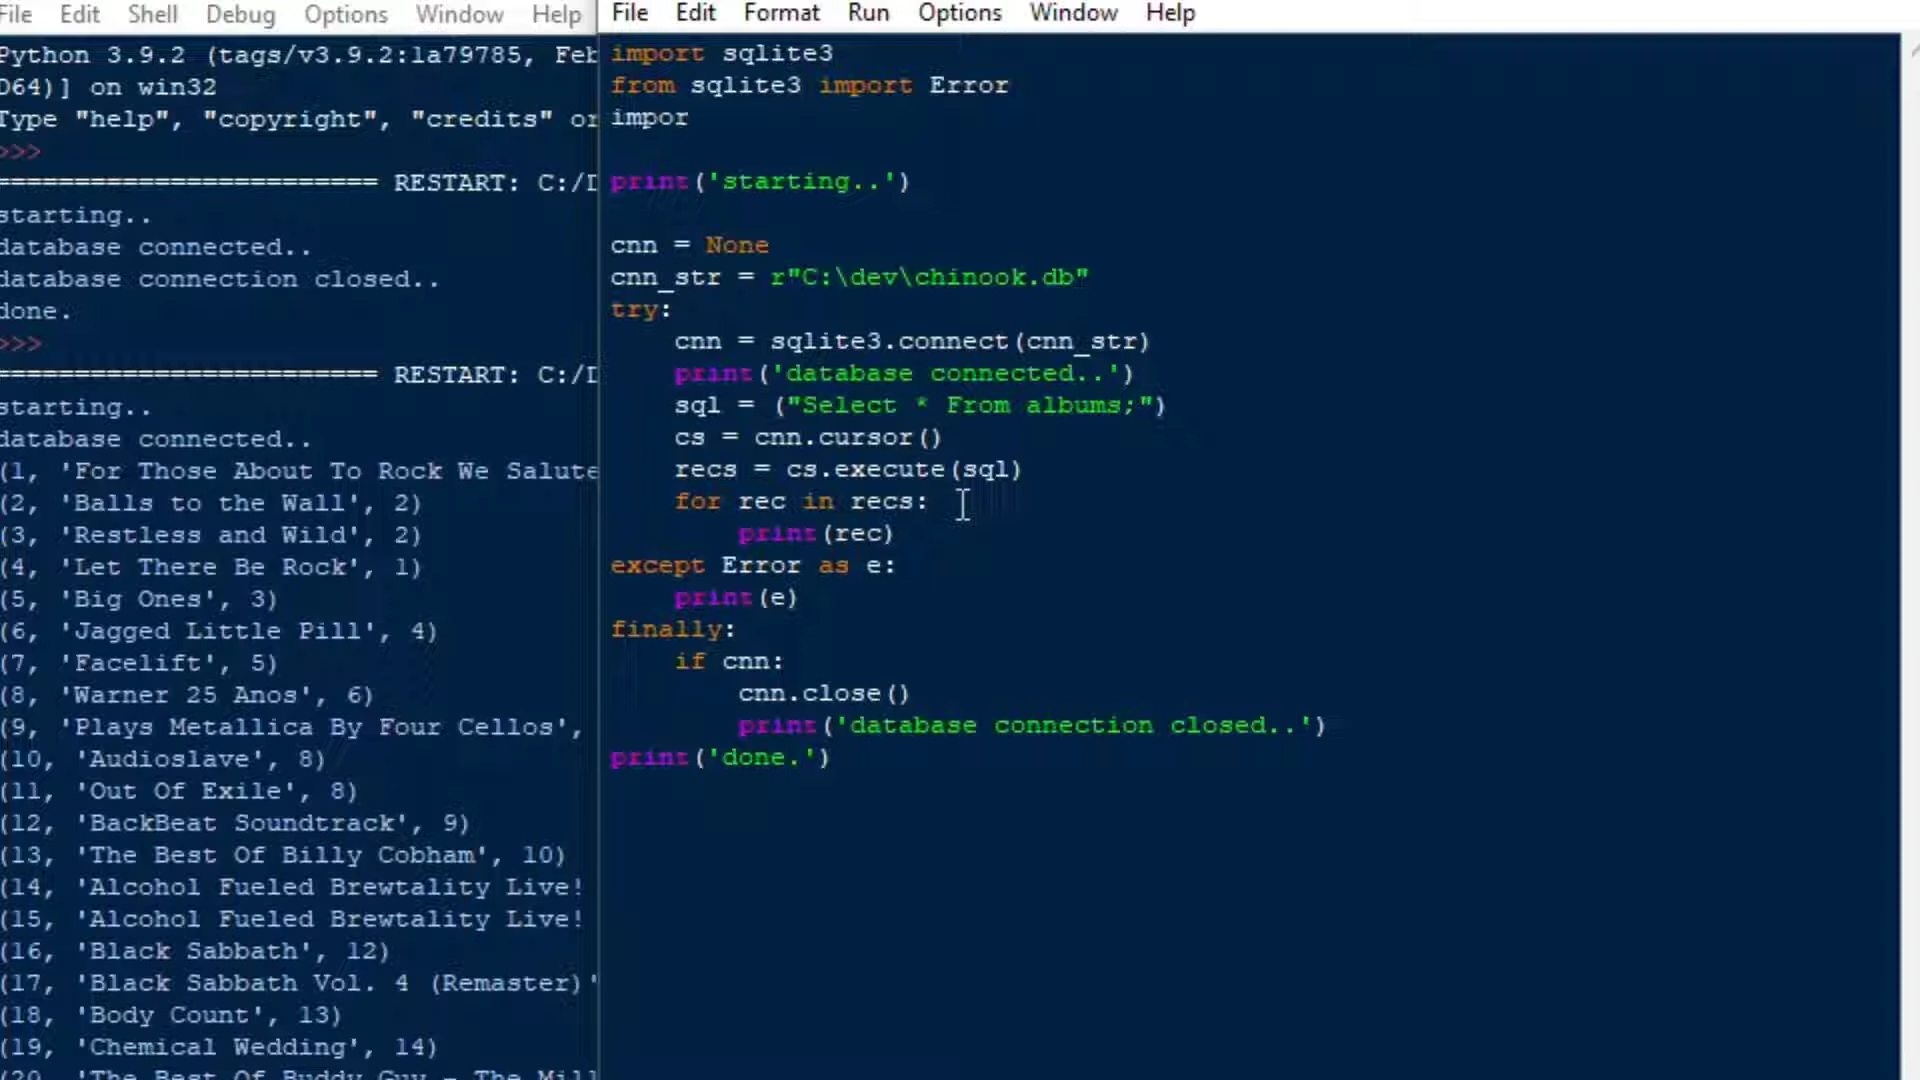 File Edit Shell Debug Options Window Help
Python 3.9.2 (tags/v3.9.2:1a79785, Feb
D64)] on win32
Type "help", "copyright", "credits" or
>>>
========================= RESTART: C:/D
starting..
database connected..
database connection closed..
done.
>>>
========================= RESTART: C:/D
starting..
database connected..
(1, 'For Those About To Rock We Salute
(2, 'Balls to the Wall', 2)
(3, 'Restless and Wild', 2)
(4, 'Let There Be Rock', 1)
(5, 'Big Ones', 3)
(6, 'Jagged Little Pill', 4)
(7, 'Facelift', 5)
(8, 'Warner 25 Anos', 6)
(9, 'Plays Metallica By Four Cellos',
(10, 'Audioslave', 8)
(11, 'Out Of Exile', 8)
(12, 'BackBeat Soundtrack', 9)
(13, 'The Best Of Billy Cobham', 10)
(14, 'Alcohol Fueled Brewtality Live!
(15, 'Alcohol Fueled Brewtality Live!
(16, 'Black Sabbath', 12)
(17, 'Black Sabbath Vol. 4 (Remaster)'
(18, 'Body Count', 13)
(19, 'Chemical Wedding', 14)
(20, 'The Best Of Buddy Guy - The Mill
File Edit Format Run Options Window Help
import sqlite3
from sqlite3 import Error
impor
print('starting..')
cnn = None
cnn_str = r"C:\dev\chinook.db"
try:
    cnn = sqlite3.connect(cnn_str)
    print('database connected..')
    sql = ("Select * From albums;")
    cs = cnn.cursor()
    recs = cs.execute(sql)
    for rec in recs:
        print(rec)
except Error as e:
    print(e)
finally:
    if cnn:
        cnn.close()
        print('database connection closed..')
print('done.')